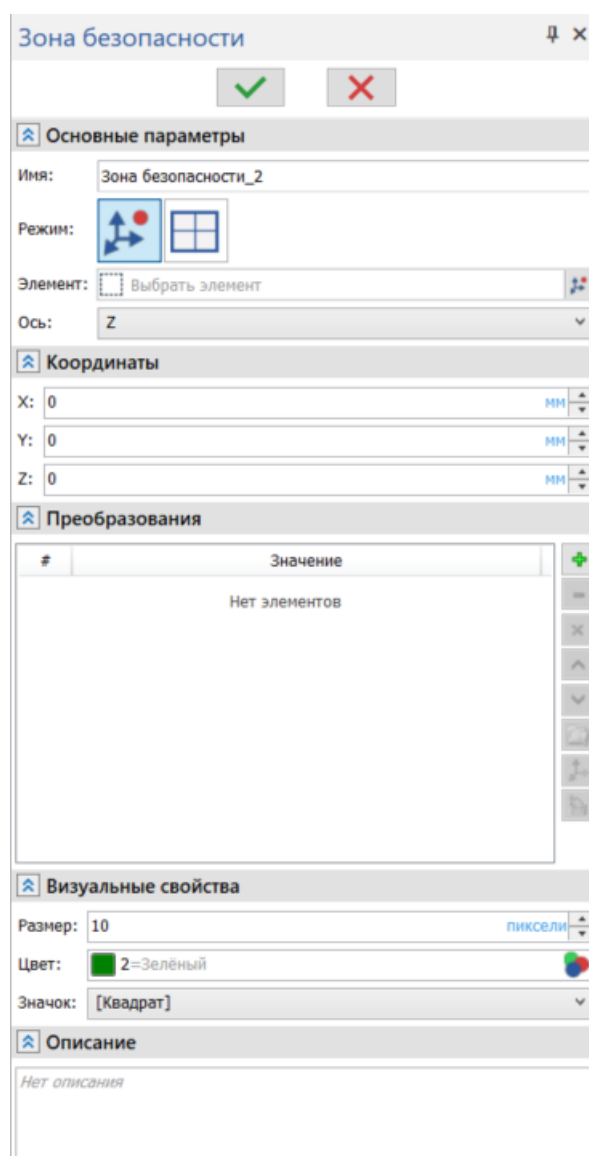 Зона безопасности
Основные параметры
Имя: Зона безопасности_2
Режим:
Элемент: Выбрать элемент
Ось: Z
Координаты
X: 0 мм
Y: 0 мм
Z: 0 мм
Преобразования
# Значение
Нет элементов
Визуальные свойства
Размер: 10 пиксели
Цвет: 2=Зелёный
Значок: [Квадрат]
Описание
Нет описания